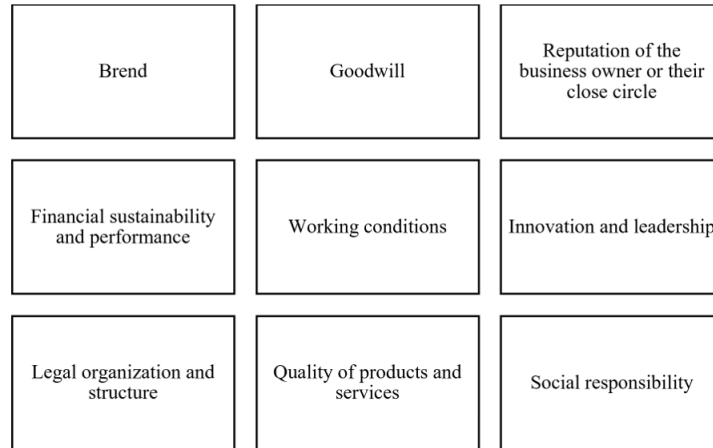 Brend
Goodwill
Reputation of the
business owner or their
close circle
Financial sustainability
and performance
Working conditions
Innovation and leadership
Legal organization and
structure
Quality of products and
services
Social responsibility